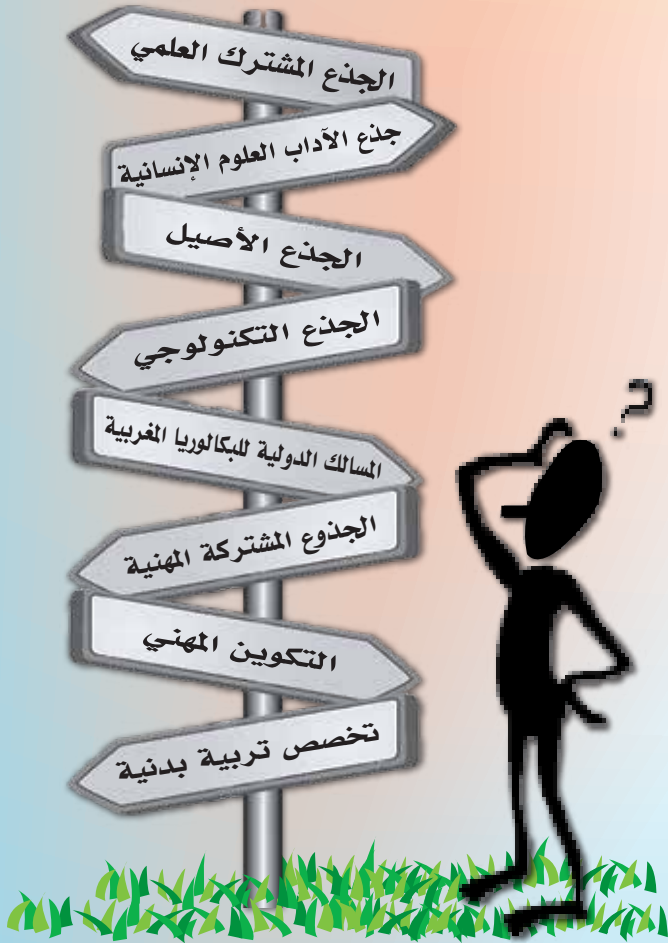 الجذع المشترك العلمي
جذع الآداب العلوم الإنسانية
الجذع الأصيل
الجذع التكنولوجي
المسالك الدولية للبكالوريا المغربية
الجذوع المشتركة المهنية
التكوين المهني
تخصص تربية بدنية
?